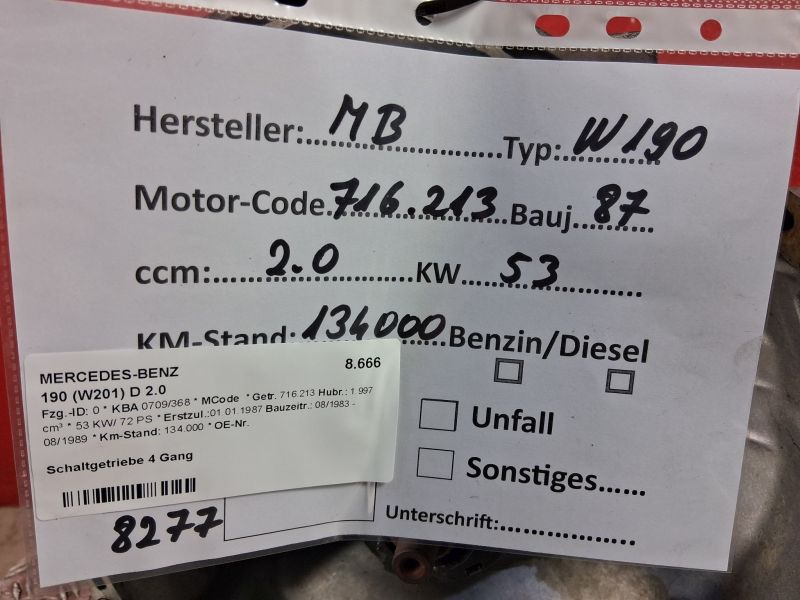 Hersteller:....MB....Typ:..W190
Motor-Code..716.213..Bauj..87
ccm:......2.0......KW...53......
KM-Stand:.134000 Benzin/Diesel
MERCEDES-BENZ 8.666
190 (W201) D 2.0
Fzg.-ID: 0 * KBA 0709/368 * MCode * Getr. 716.213 Hubr.: 1 997
cm³ * 53 KW/ 72 PS * Erstzul.:01 01.1987 Bauzeitr.: 08/1983 -
08/1989 * Km-Stand: 134 000 * OE-Nr.
Schaltgetriebe 4 Gang
Unfall
Sonstiges......
8277
Unterschrift:..................